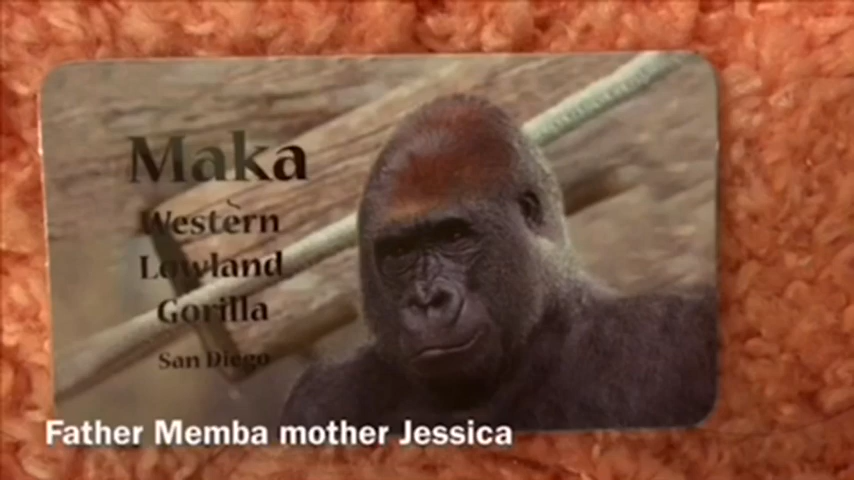 Maka
Western
Lowland
Gorilla
San Diego
Father Memba mother Jessica